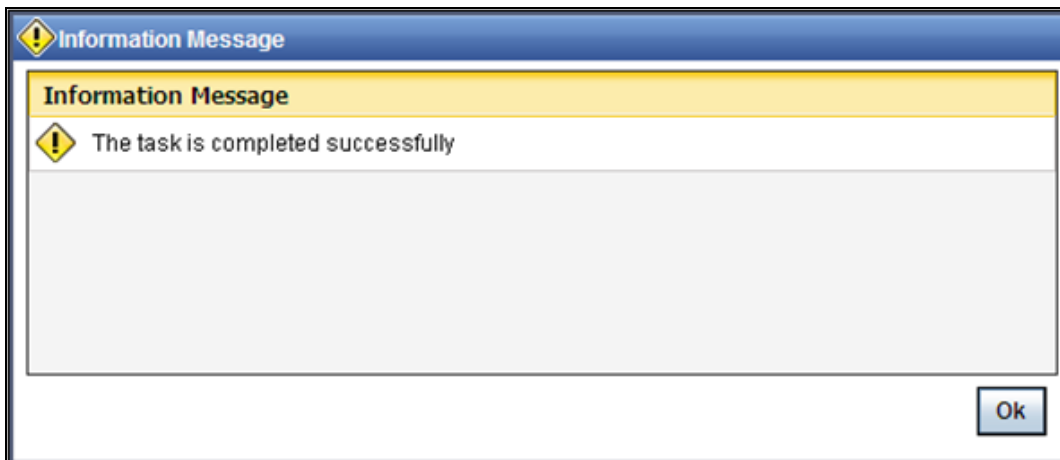 Information Message
Information Message
The task is completed successfully
Ok